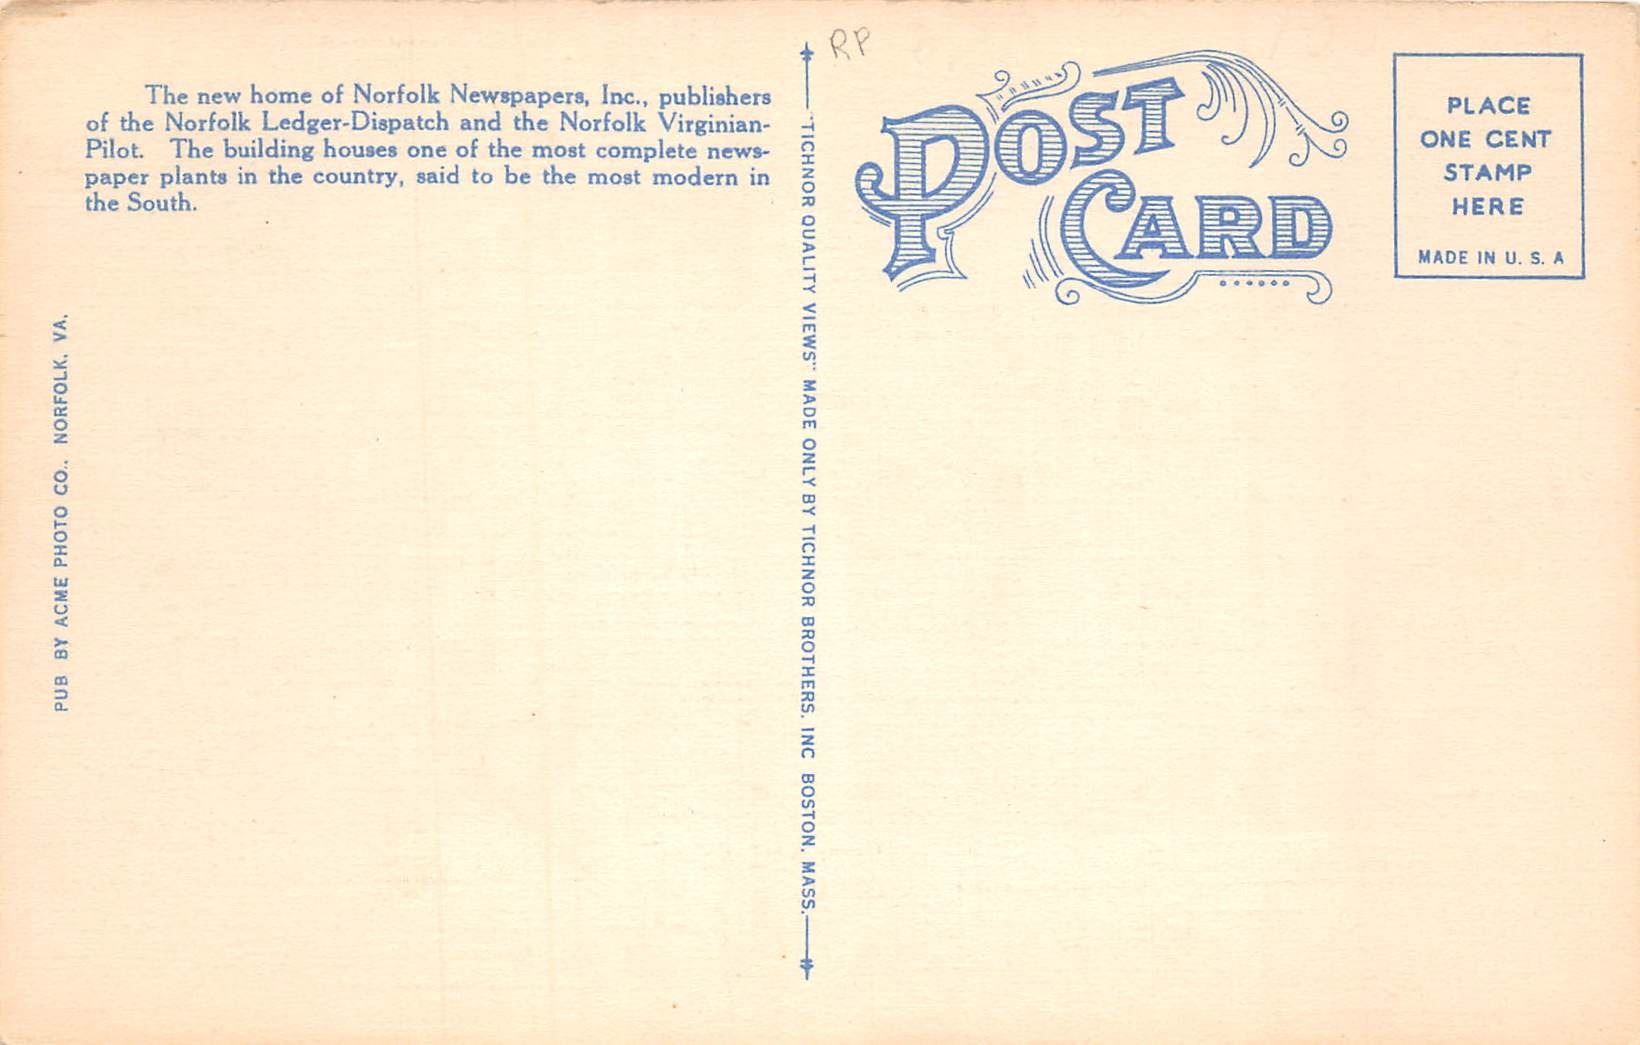 The new home of Norfolk Newspapers, Inc., publishers
of the Norfolk Ledger-Dispatch and the Norfolk Virginian-
Pilot. The building houses one of the most complete news-
paper plants in the country, said to be the most modern in
the South.
PUB BY ACME PHOTO CO., NORFOLK, VA.
"TICHNOR QUALITY VIEWS" MADE ONLY BY TICHNOR BROTHERS, INC BOSTON, MASS.
RP
POST
CARD
PLACE
ONE CENT
STAMP
HERE
MADE IN U. S. A